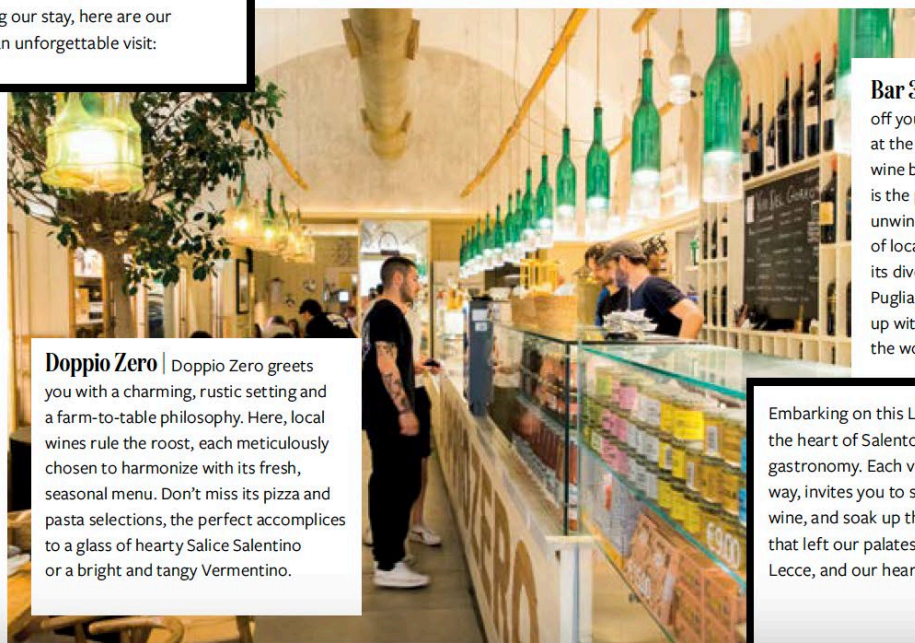 g our stay, here are our
n unforgettable visit:
Doppio Zero | Doppio Zero greets
you with a charming, rustic setting and
a farm-to-table philosophy. Here, local
wines rule the roost, each meticulously
chosen to harmonize with its fresh,
seasonal menu. Don't miss its pizza and
pasta selections, the perfect accomplices
to a glass of hearty Salice Salentino
or a bright and tangy Vermentino.
Bar 3
off you
at the
wine b
is the
unwin
of loca
its dive
Puglia
up wit
the wo
Embarking on this L
the heart of Salento
gastronomy. Each v
way, invites you to s
wine, and soak up th
that left our palates
Lecce, and our hear
ZERO